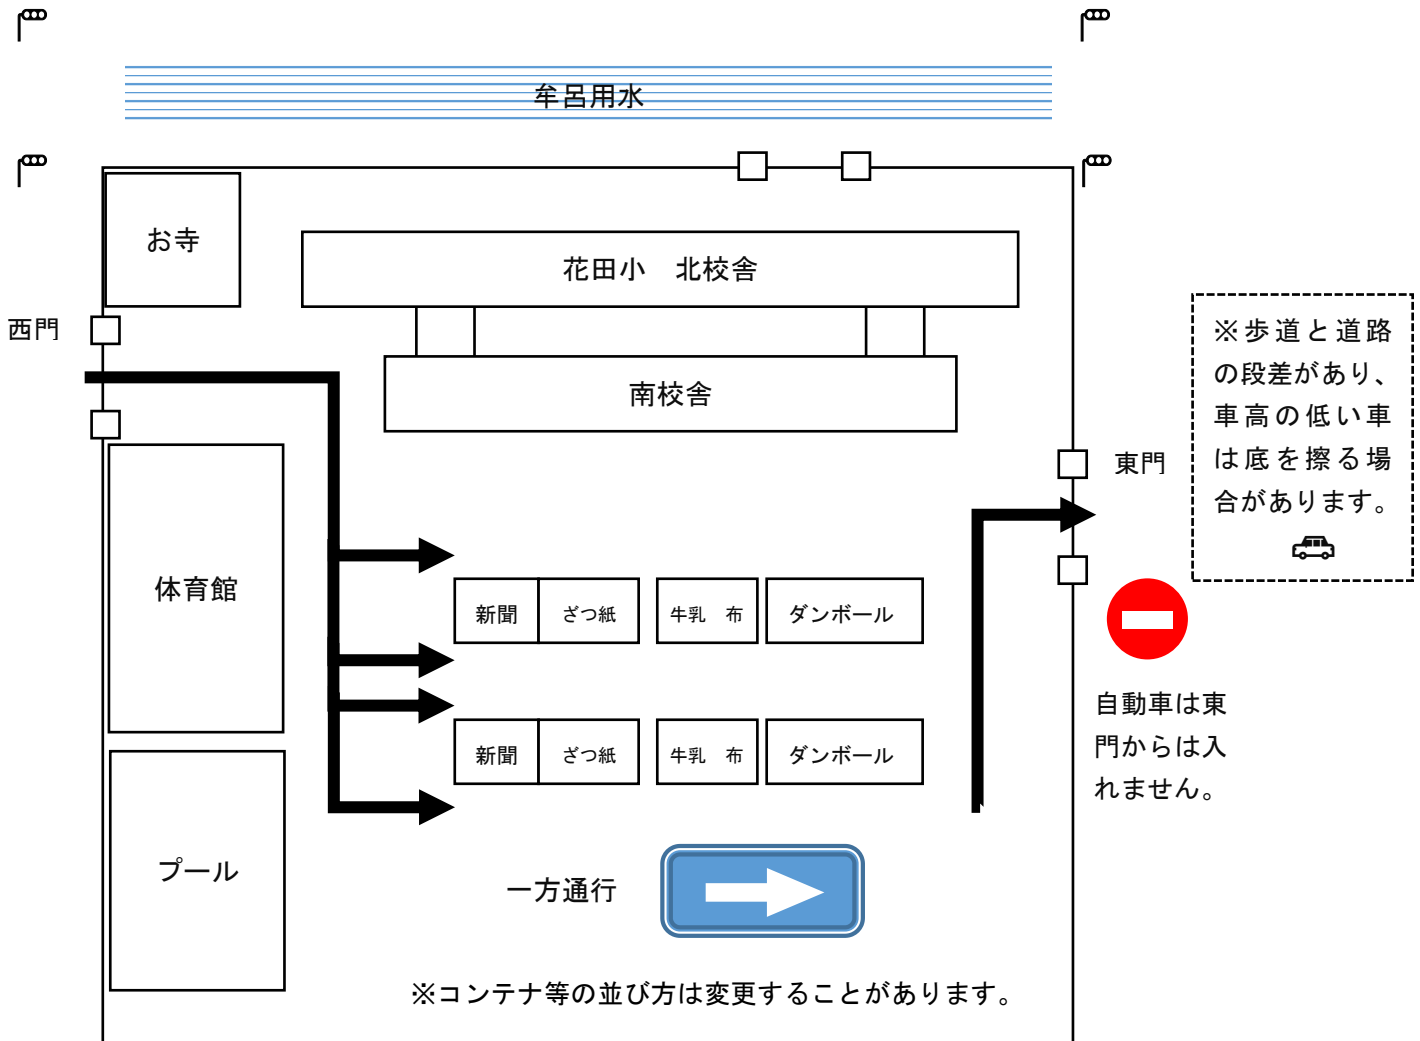 牟呂用水
お寺
花田小　北校舎
西門
南校舎
※歩道と道路
の段差があり、
車高の低い車
は底を擦る場
合があります。
東門
体育館
新聞 ざつ紙 牛乳　布 ダンボール
自動車は東
門からは入
れません。
新聞 ざつ紙 牛乳　布 ダンボール
プール
一方通行
※コンテナ等の並び方は変更することがあります。